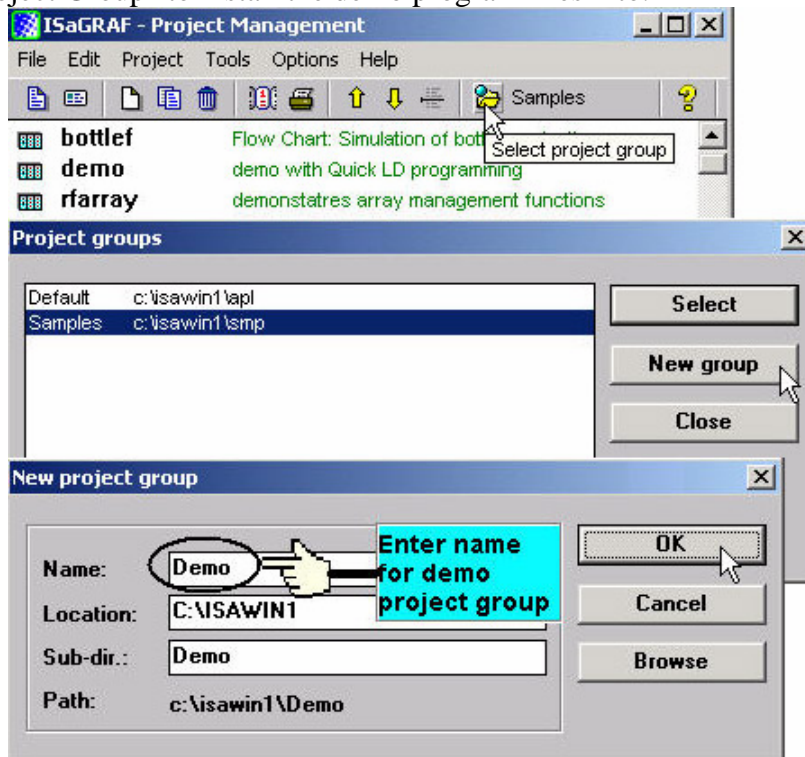 ject Group
ISaGRAF - Project Management
File Edit Project Tools Options Help
Samples
bottlef Flow Chart: Simulation of
Select project group
demo demo with Quick LD programming
rfarray demonstatres array management functions
Project groups
Default c:\isawin1\apl
Samples c:\isawin1\smp
Select
New group
Close
New project group
Name: Demo
Enter name
for demo
project group
Location: C:\ISAWIN1
Sub-dir.: Demo
Path: c:\isawin1\Demo
OK
Cancel
Browse